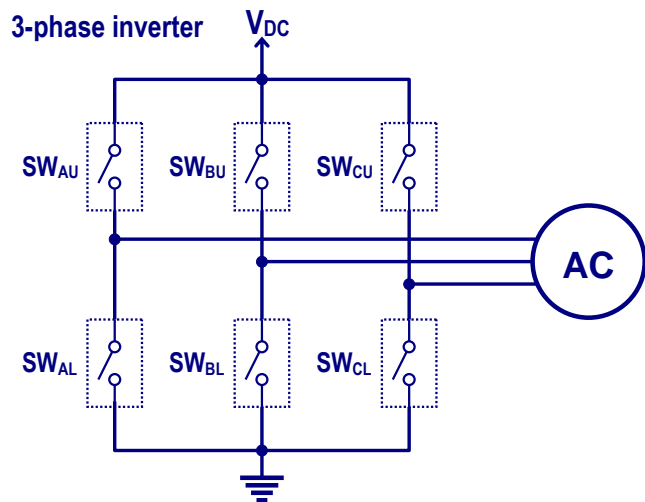 3-phase inverter
VDC
SWAU
SWBU
SWCU
AC
SWAL
SWBL
SWCL